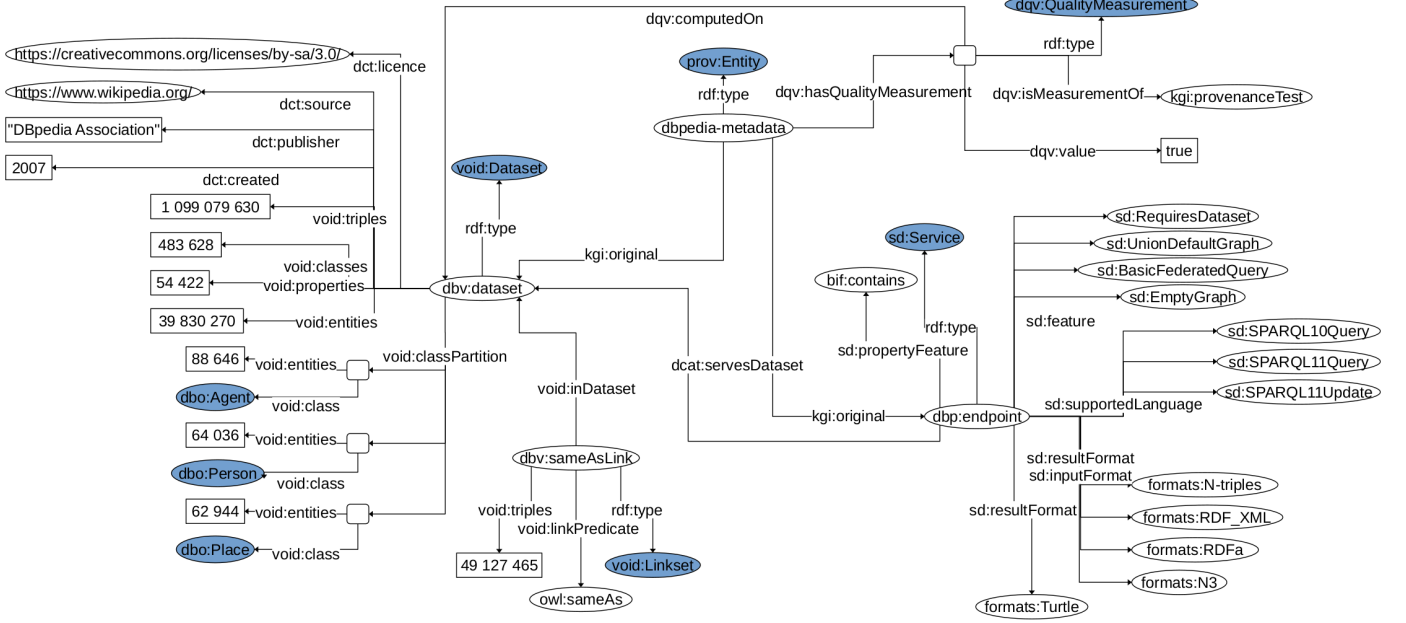 dqv:QualityMeasurement
dqv:computedOn
rdf:type
https://creativecommons.org/licenses/by-sa/3.0/
dct:licence
prov:Entity
https://www.wikipedia.org/
dct:source
rdf:type
dqv:hasQualityMeasurement
dqv:isMeasurementOf
kgi:provenanceTest
"DBpedia Association"
dct:publisher
dbpedia-metadata
dqv:value
true
2007
dct:created
void:Dataset
1 099 079 630
void:triples
rdf:type
sd:Service
sd:RequiresDataset
483 628
void:classes
kgi:original
sd:UnionDefaultGraph
54 422
void:properties
dbv:dataset
bif:contains
sd:BasicFederatedQuery
sd:EmptyGraph
39 830 270
void:entities
rdf:type
sd:feature
sd:SPARQL10Query
88 646
void:entities
void:classPartition
dcat:servesDataset
sd:propertyFeature
sd:SPARQL11Query
dbo:Agent
void:class
void:inDataset
sd:supportedLanguage
sd:SPARQL11Update
64 036
void:entities
kgi:original
dbp:endpoint
dbo:Person
void:class
dbv:sameAsLink
sd:resultFormat
sd:inputFormat
formats:N-triples
62 944
void:entities
void:triples
rdf:type
sd:resultFormat
formats:RDF_XML
void:linkPredicate
dbo:Place
void:class
49 127 465
void:Linkset
formats:RDFa
formats:N3
owl:sameAs
formats:Turtle